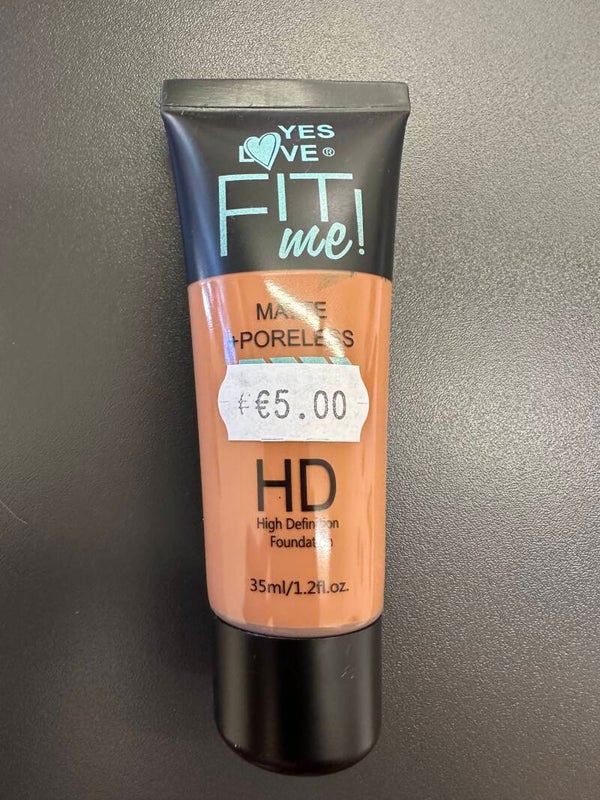 YES
LOVE®
FIT
me!
MATTE
+PORELESS
€5.00
HD
High Definition
Foundation
35ml/1.2fl.oz.